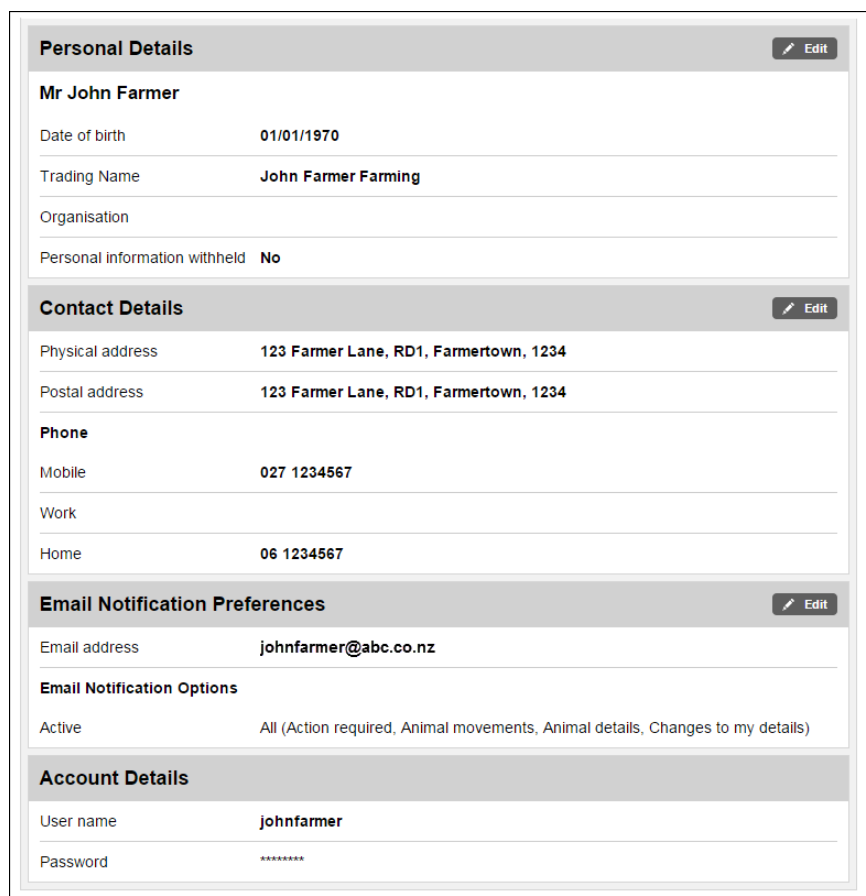 Personal Details Edit
Mr John Farmer
Date of birth 01/01/1970
Trading Name John Farmer Farming
Organisation
Personal information withheld No
Contact Details Edit
Physical address 123 Farmer Lane, RD1, Farmertown, 1234
Postal address 123 Farmer Lane, RD1, Farmertown, 1234
Phone
Mobile 027 1234567
Work
Home 06 1234567
Email Notification Preferences Edit
Email address johnfarmer@abc.co.nz
Email Notification Options
Active All (Action required, Animal movements, Animal details, Changes to my details)
Account Details
User name johnfarmer
Password ********